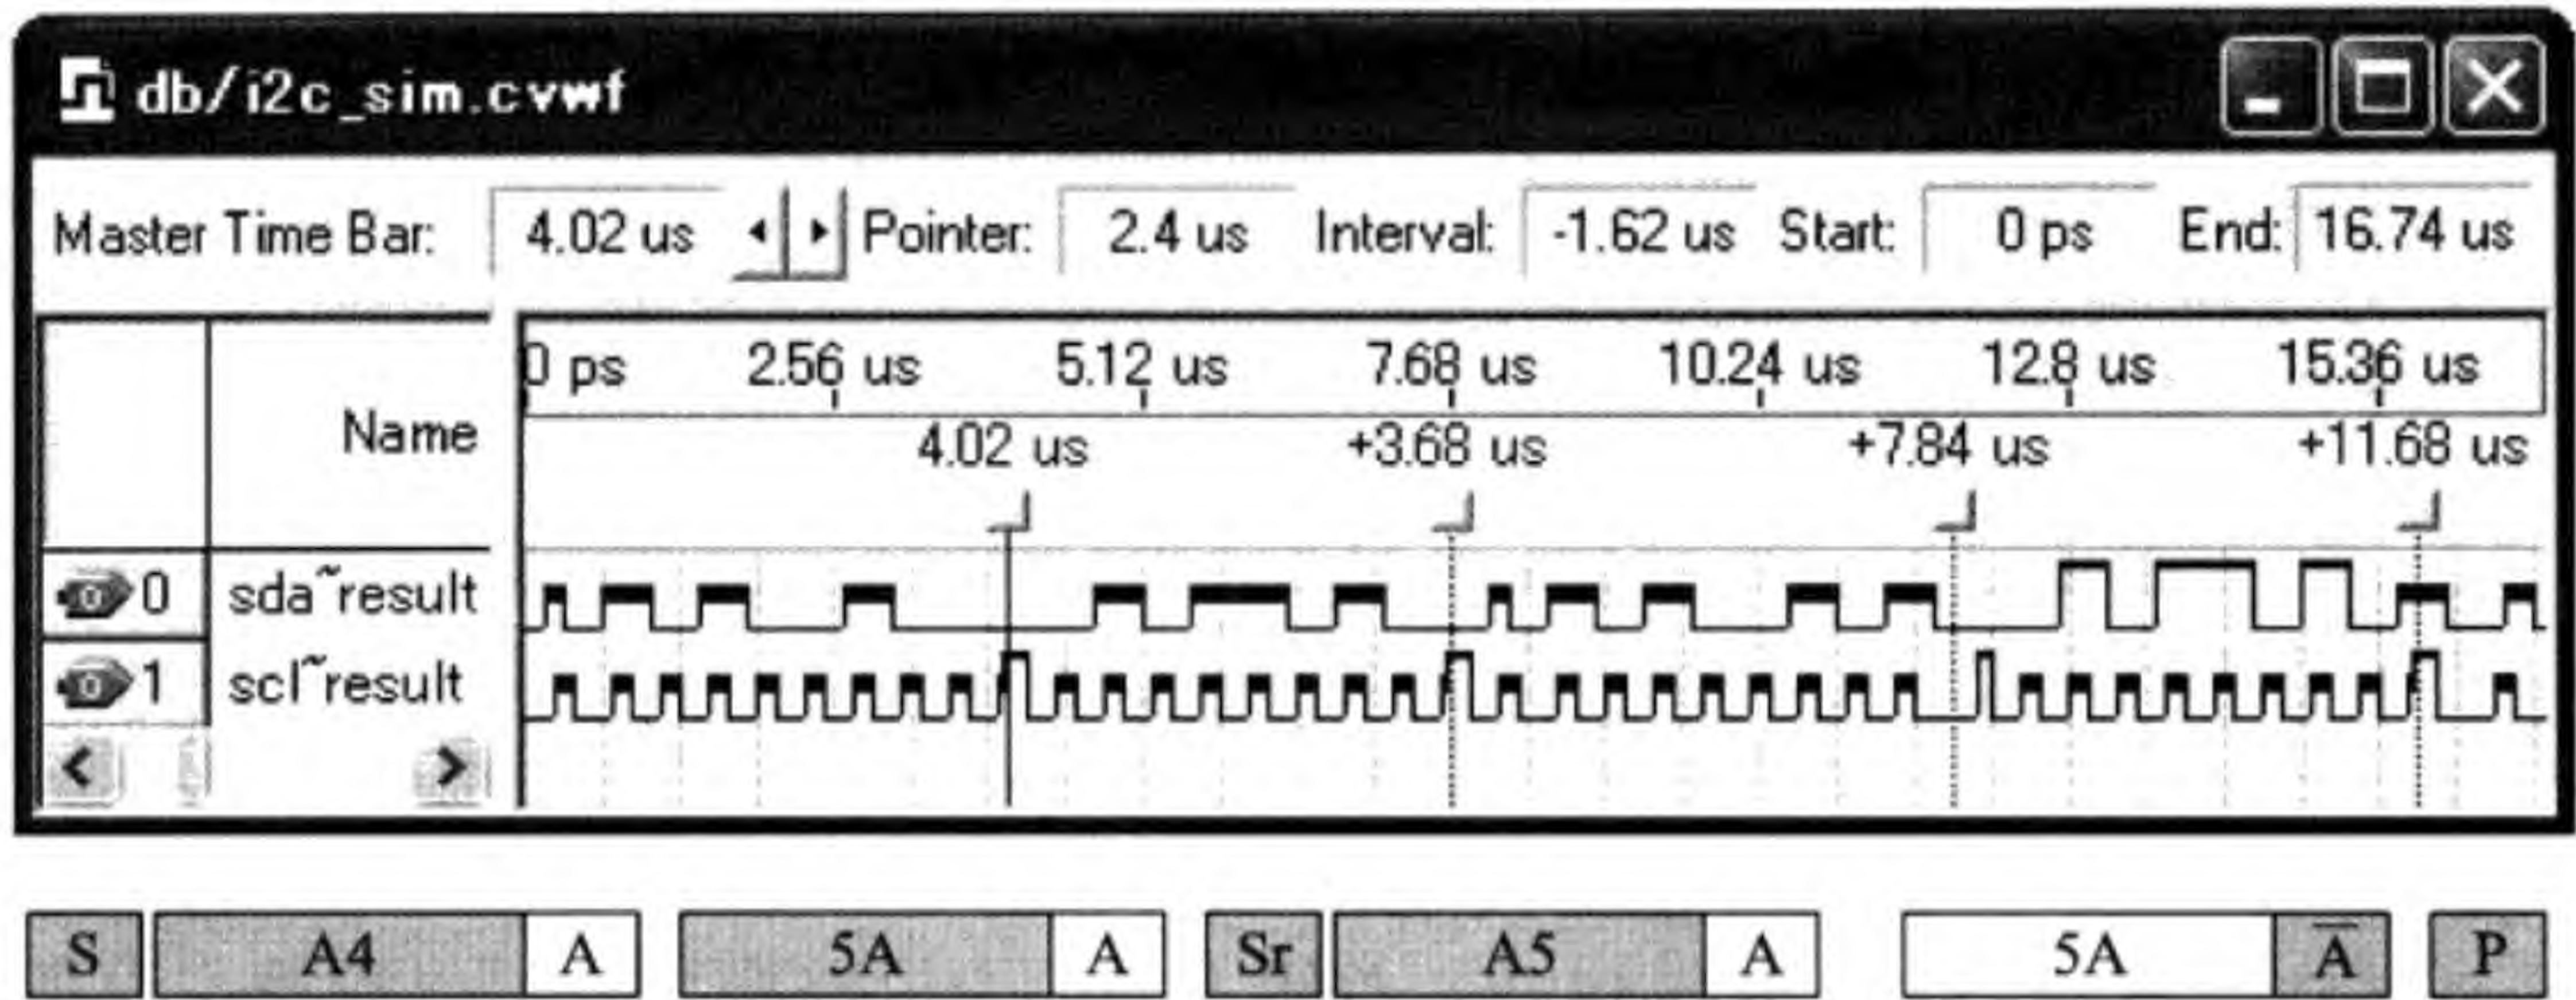 db/i2c_sim.cvwf
Master Time Bar: 4.02 us Pointer: 2.4 us Interval: -1.62 us Start: 0 ps End: 16.74 us
0 ps 2.56 us 5.12 us 7.68 us 10.24 us 12.8 us 15.36 us
Name
4.02 us +3.68 us +7.84 us +11.68 us
0 sda~result
1 scl~result
S A4 A 5A A Sr A5 A 5A A̅ P